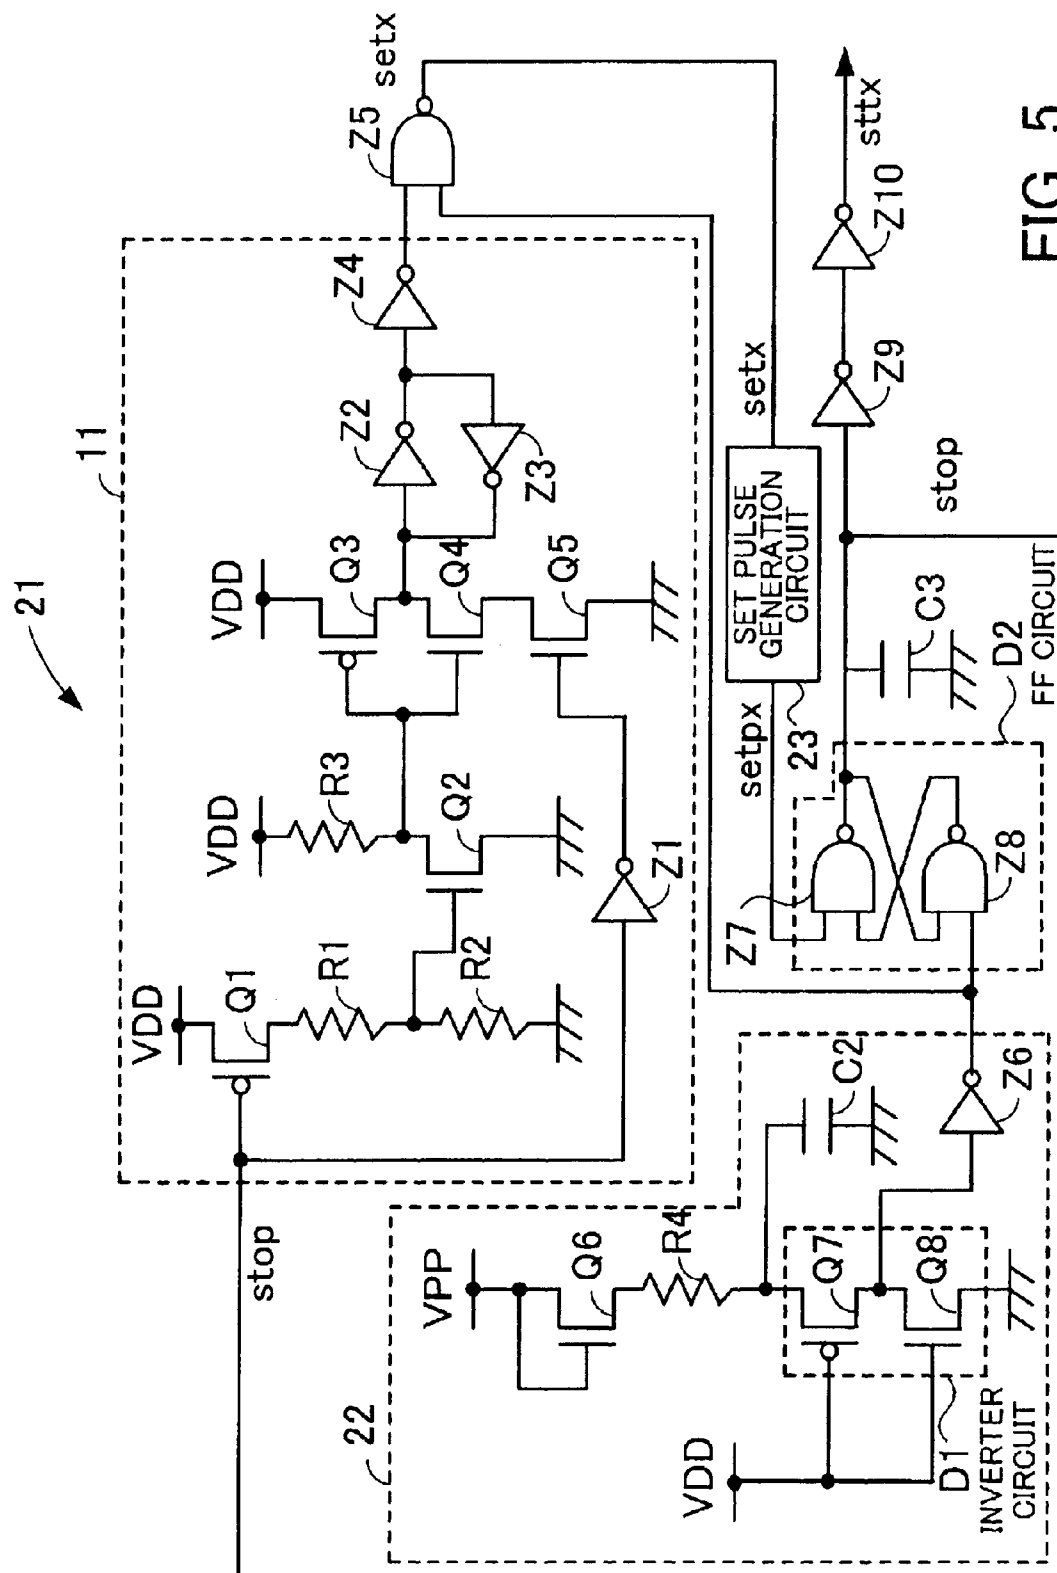 21
11
VDD
Q1
R1
R2
VDD
R3
Q2
VDD
Q3
Q4
Q5
Z1
Z2
Z3
Z4
Z5
setx
stop
22
VPP
Q6
R4
C2
VDD
Q7
Q8
D1
INVERTER
CIRCUIT
Z6
setpx
23
SET PULSE
GENERATION
CIRCUIT
setx
Z7
Z8
D2
FF CIRCUIT
C3
stop
Z9
Z10
sttx
FIG. 5